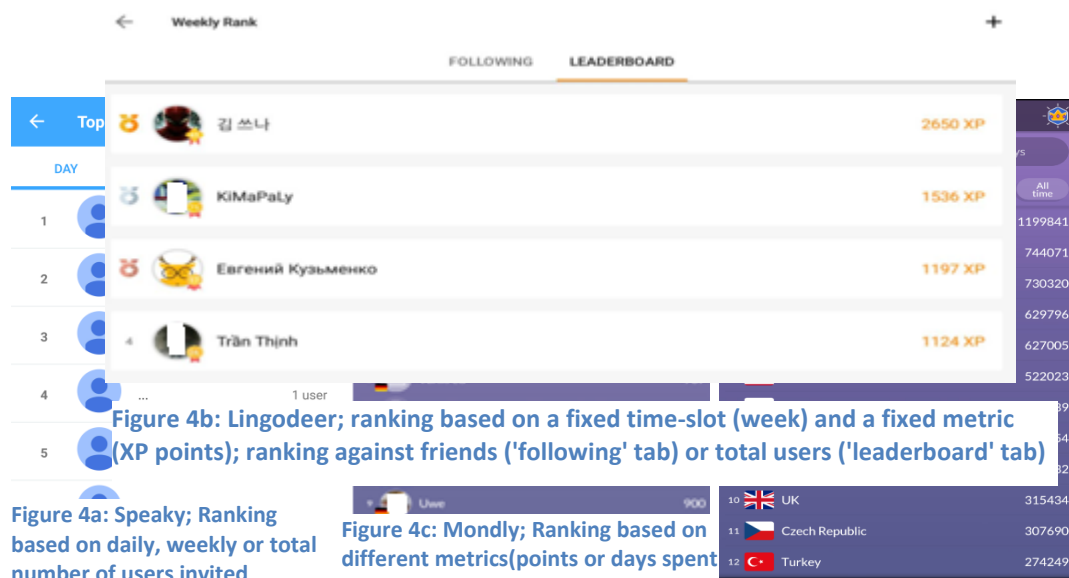 Weekly Rank
FOLLOWING LEADERBOARD
김 쓰나 2650 XP
KiMaPaLy 1536 XP
Евгений Кузьменко 1197 XP
4 Trần Thịnh 1124 XP
Top
DAY
1
2
3
4 ... 1 user
5
All time
1199841
744071
730320
629796
627005
522023
Figure 4b: Lingodeer; ranking based on a fixed time-slot (week) and a fixed metric
(XP points); ranking against friends ('following' tab) or total users ('leaderboard' tab)
9 Uwe 900
10 UK 315434
11 Czech Republic 307690
12 Turkey 274249
Figure 4a: Speaky; Ranking
based on daily, weekly or total
number of users invited
Figure 4c: Mondly; Ranking based on
different metrics(points or days spent